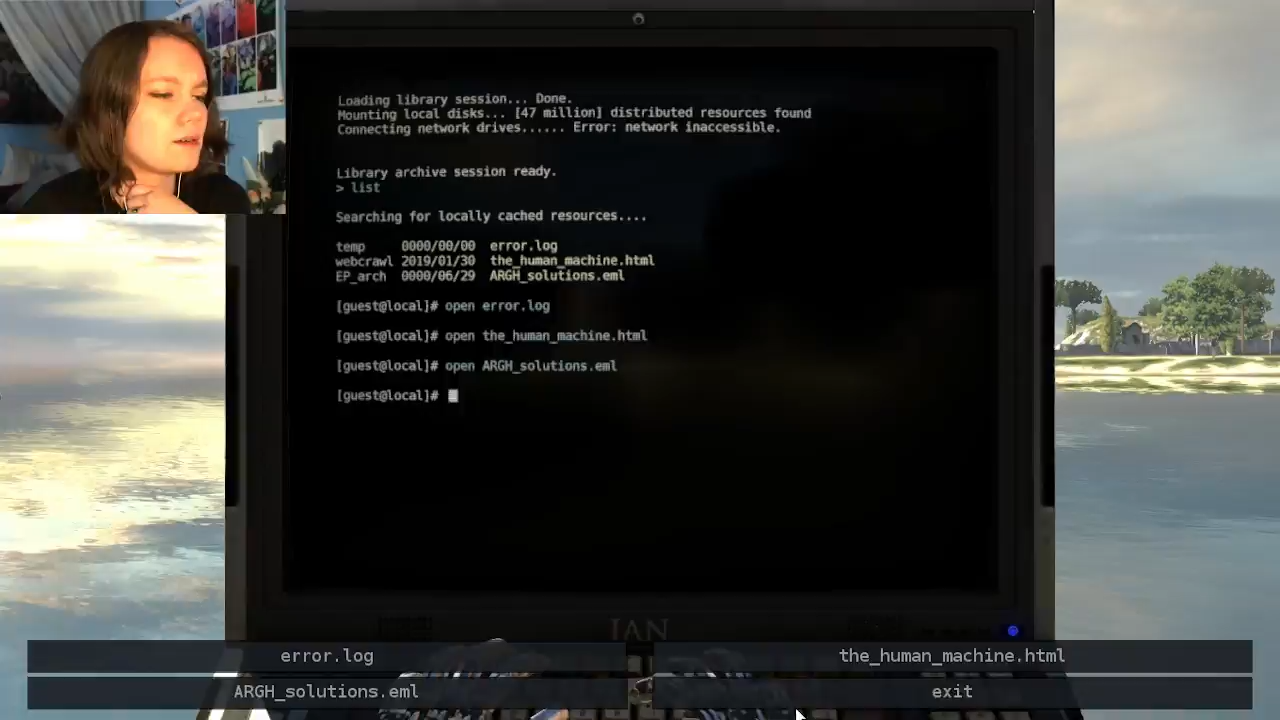 Loading library session... Done.
Mounting local disks... [47 million] distributed resources found
Connecting network drives...... Error: network inaccessible.
Library archive session ready.
> list
Searching for locally cached resources....
temp 0000/00/00 error.log
webcrawl 2019/01/30 the_human_machine.html
EP_arch 0000/06/29 ARGH_solutions.eml
[guest@local]# open error.log
[guest@local]# open the_human_machine.html
[guest@local]# open ARGH_solutions.eml
[guest@local]#
IAN
error.log
the_human_machine.html
ARGH_solutions.eml
exit